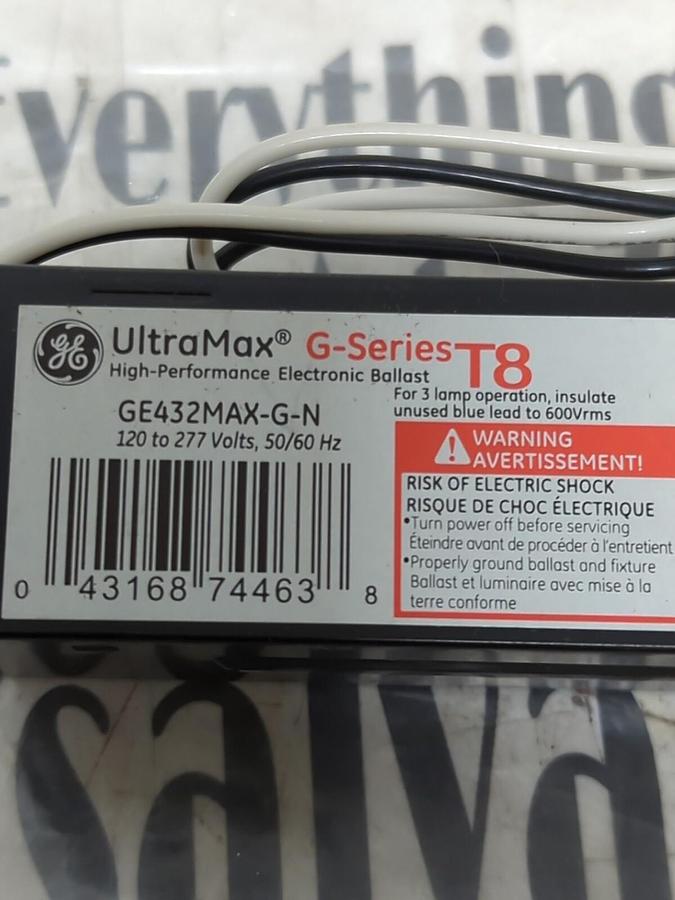 Everything
GE
UltraMax® G-Series T8
High-Performance Electronic Ballast
For 3 lamp operation, insulate
unused blue lead to 600Vrms
GE432MAX-G-N
120 to 277 Volts, 50/60 Hz
0 43168 74463 8
WARNING
AVERTISSEMENT!
RISK OF ELECTRIC SHOCK
RISQUE DE CHOC ÉLECTRIQUE
•Turn power off before servicing
Éteindre avant de procéder à l'entretient
•Properly ground ballast and fixture
Ballast et luminaire avec mise à la
terre conforme
salva